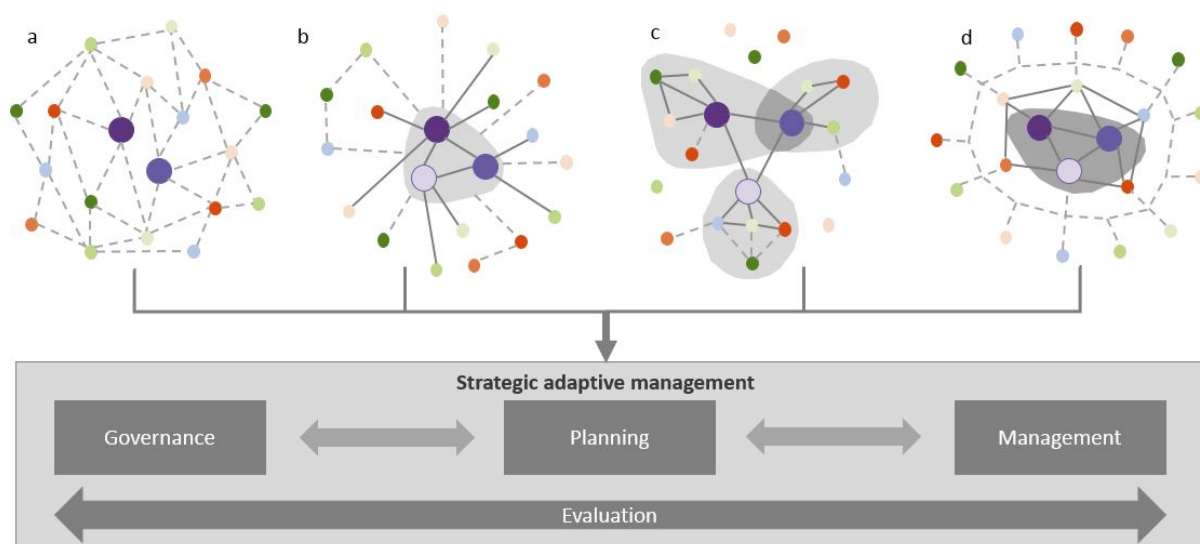 a
b
c
d
Strategic adaptive management
Governance
Planning
Management
Evaluation